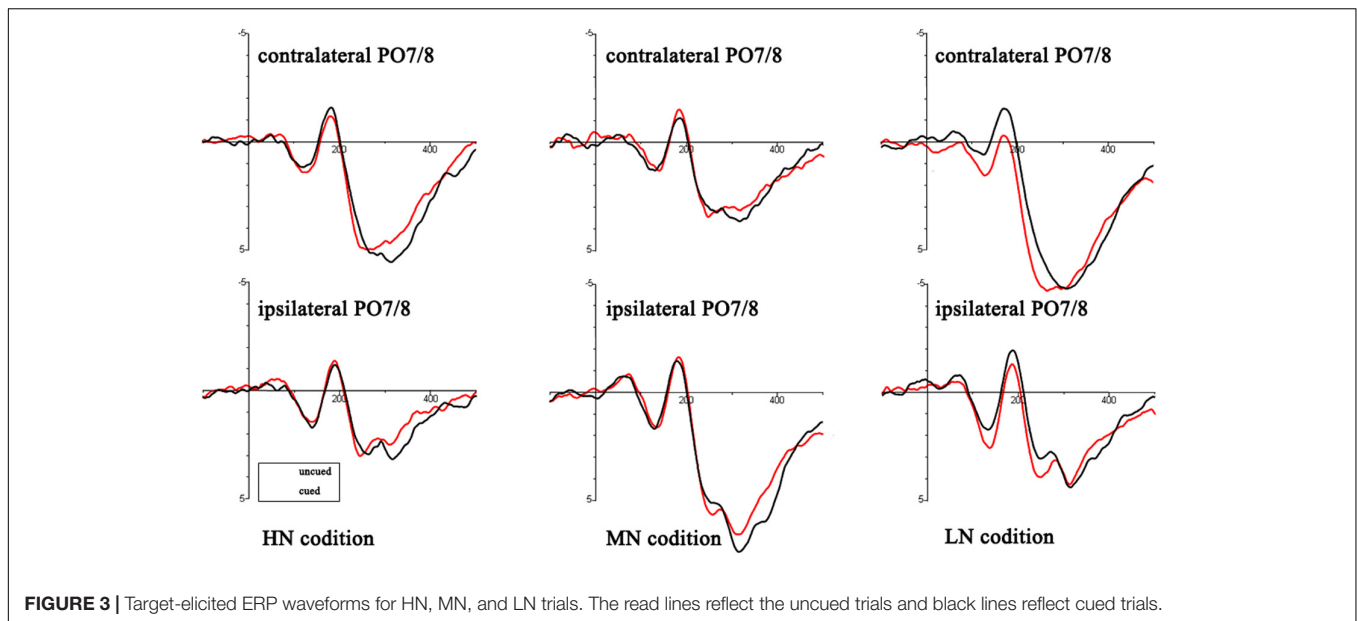 -5
contralateral PO7/8
200
400
5
-5
contralateral PO7/8
200
400
5
-5
contralateral PO7/8
200
400
5
-5
ipsilateral PO7/8
200
400
5
uncued
cued
HN codition
-5
ipsilateral PO7/8
200
400
5
MN codition
-5
ipsilateral PO7/8
200
400
5
LN codition
FIGURE 3 | Target-elicited ERP waveforms for HN, MN, and LN trials. The read lines reflect the uncued trials and black lines reflect cued trials.